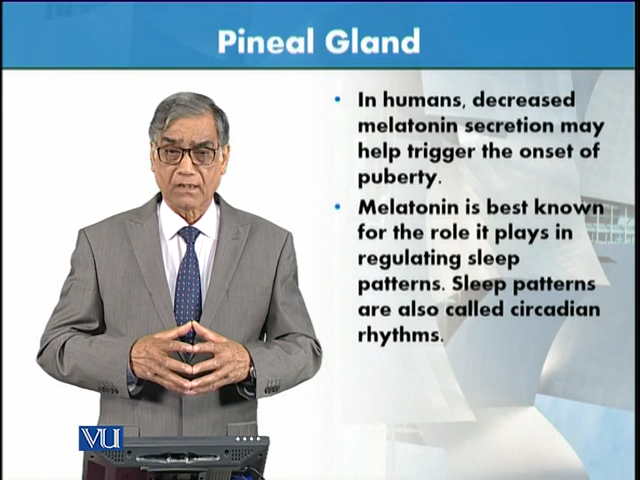 Pineal Gland
• In humans, decreased
melatonin secretion may
help trigger the onset of
puberty.
• Melatonin is best known
for the role it plays in
regulating sleep
patterns. Sleep patterns
are also called circadian
rhythms.
VU